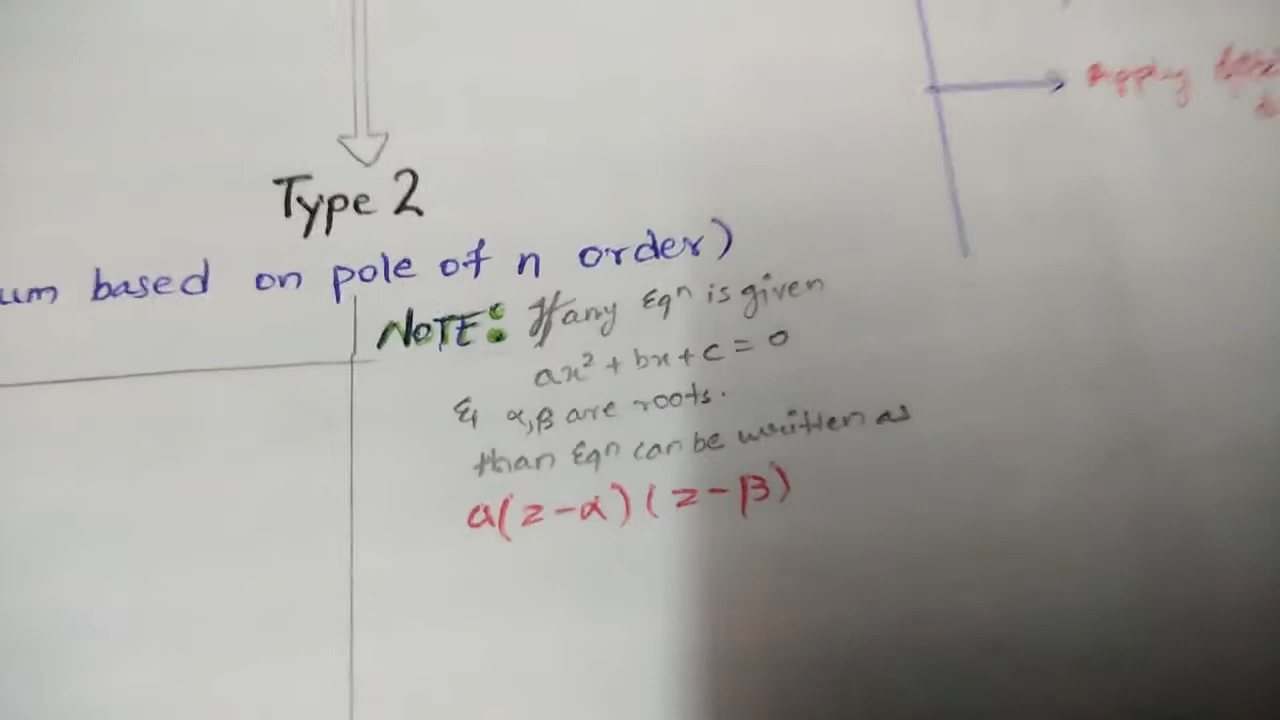 Apply
Type 2
um based on pole of n order)
NOTE: If any Eqⁿ is given
ax² + bx + c = 0
& α,β are roots.
than Eqⁿ can be written as
a(z-α)(z-β)